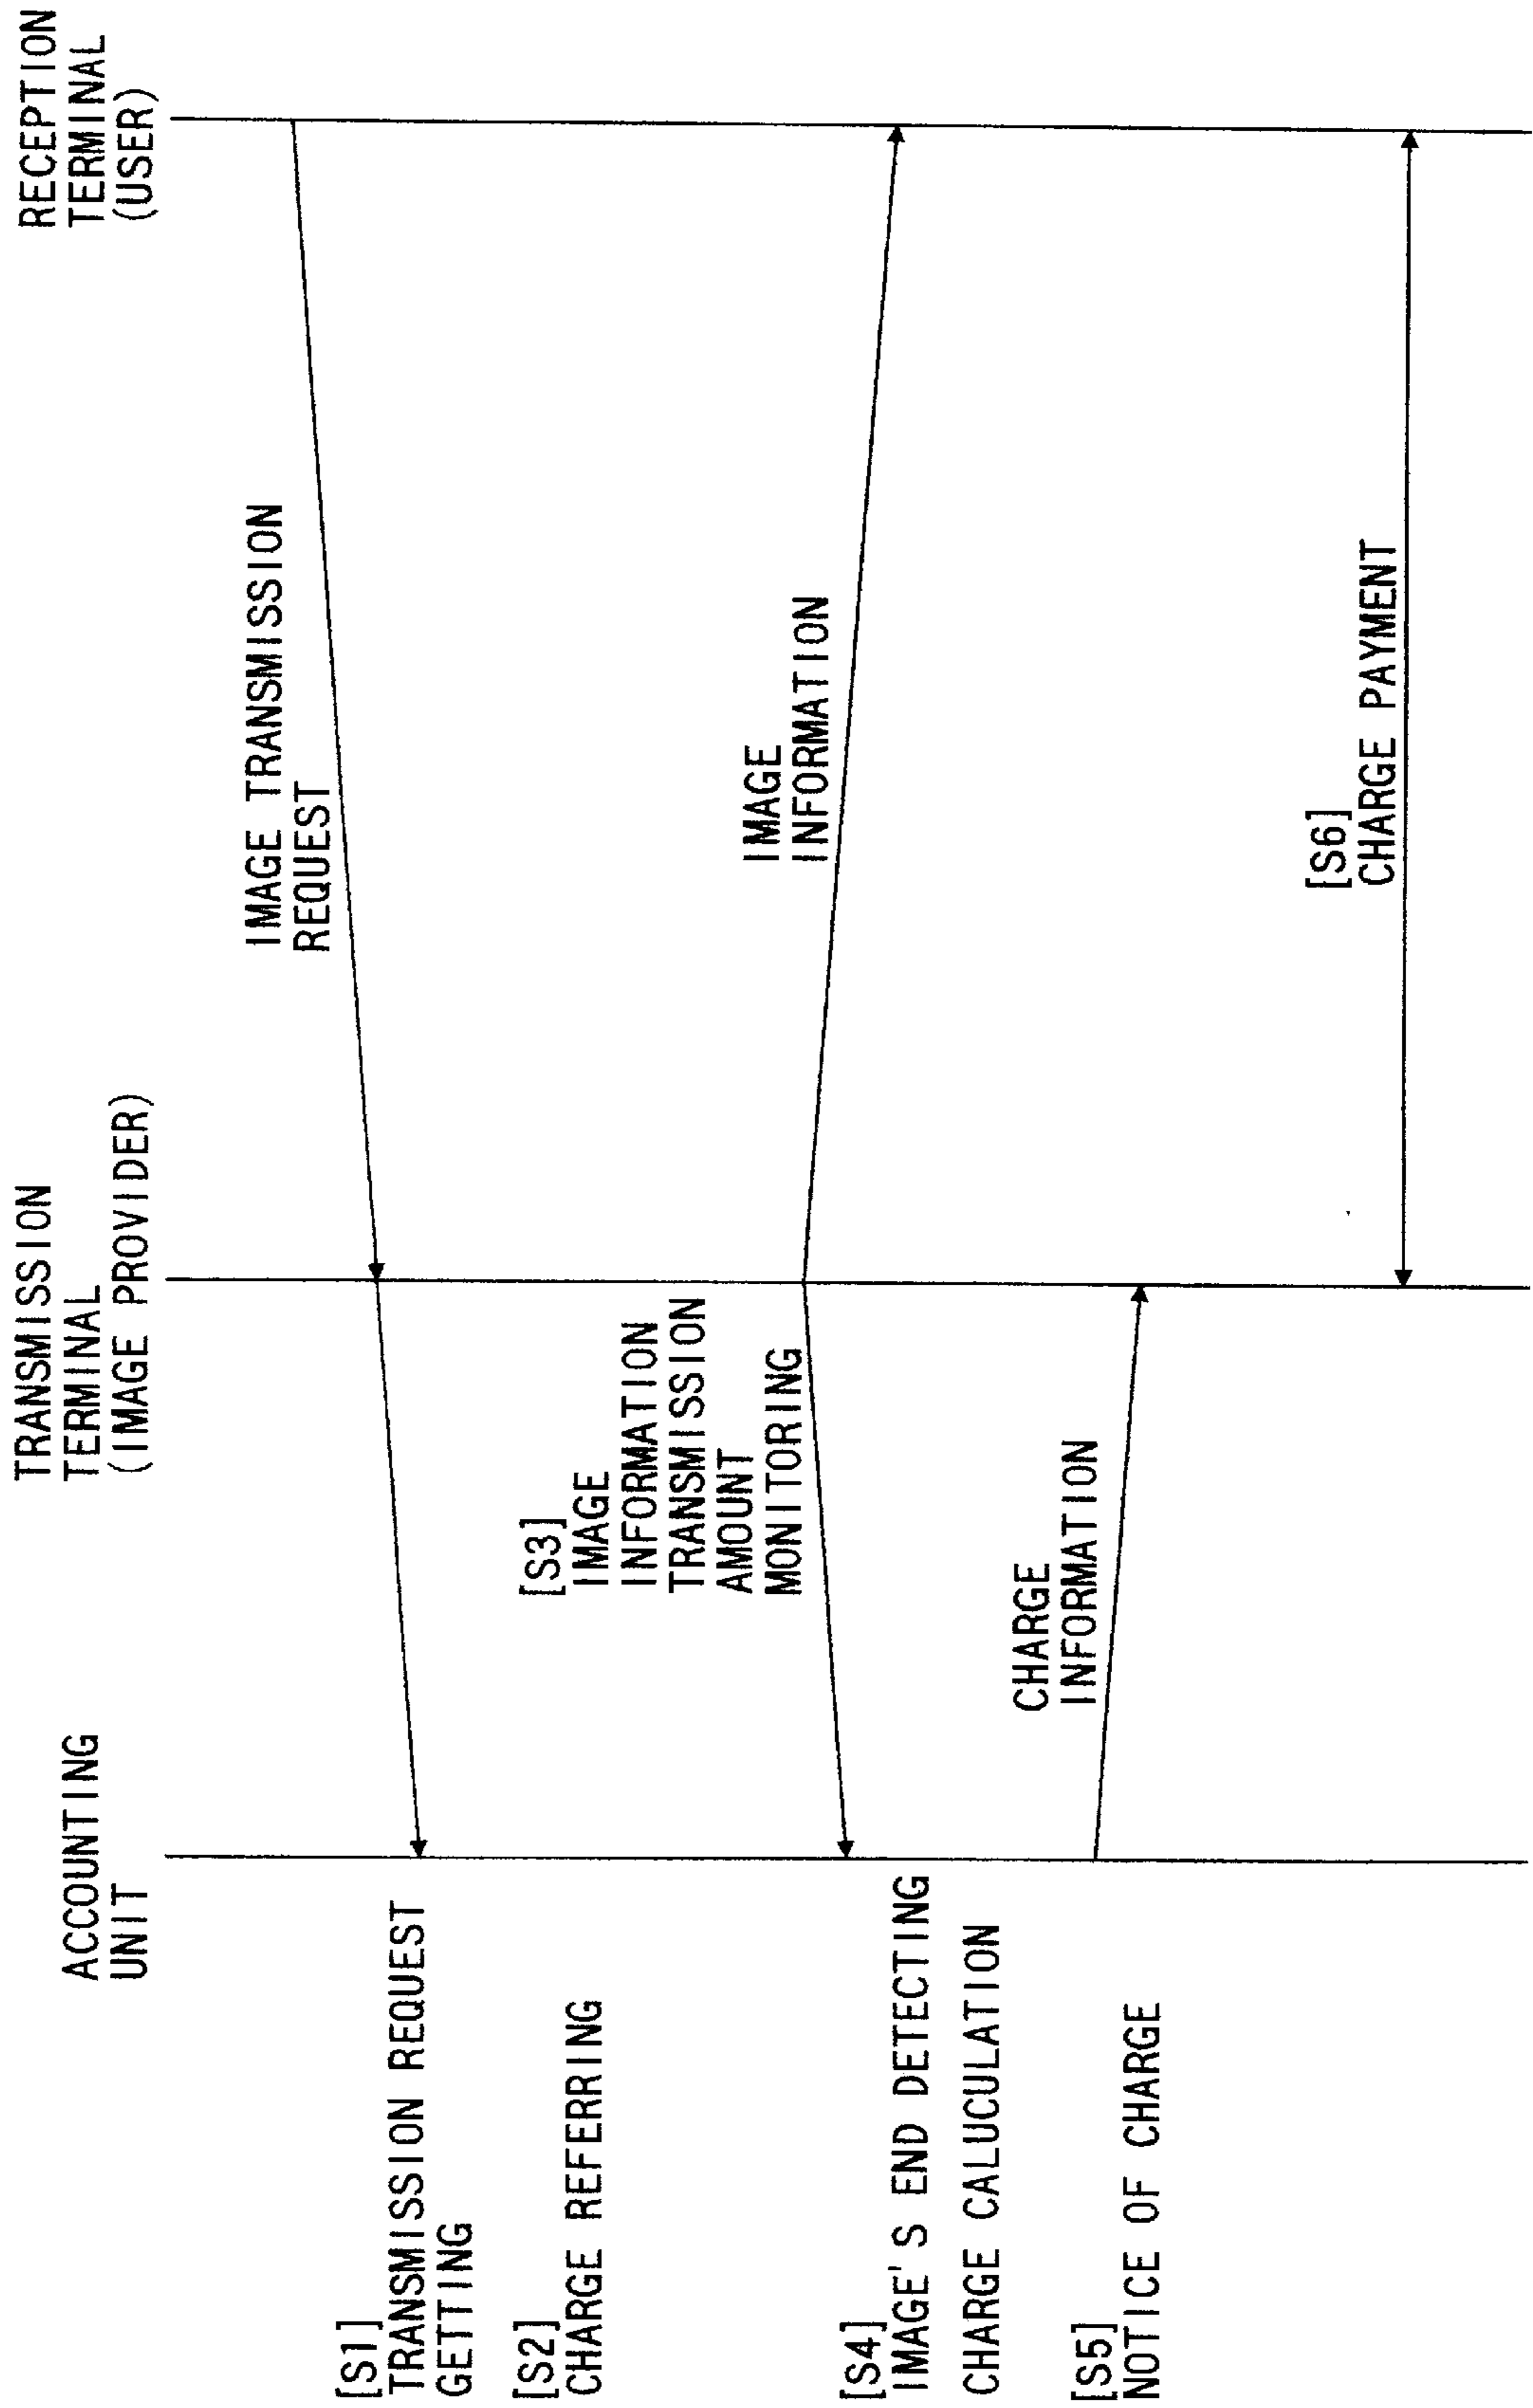 ACCOUNTING
UNIT
TRANSMISSION
TERMINAL
(IMAGE PROVIDER)
RECEPTION
TERMINAL
(USER)
IMAGE TRANSMISSION
REQUEST
[S1]
TRANSMISSION REQUEST
GETTING
[S2]
CHARGE REFERRING
[S3]
IMAGE
INFORMATION
TRANSMISSION
AMOUNT
MONITORING
IMAGE
INFORMATION
[S4]
IMAGE'S END DETECTING
CHARGE CALUCULATION
CHARGE
INFORMATION
[S5]
NOTICE OF CHARGE
[S6]
CHARGE PAYMENT